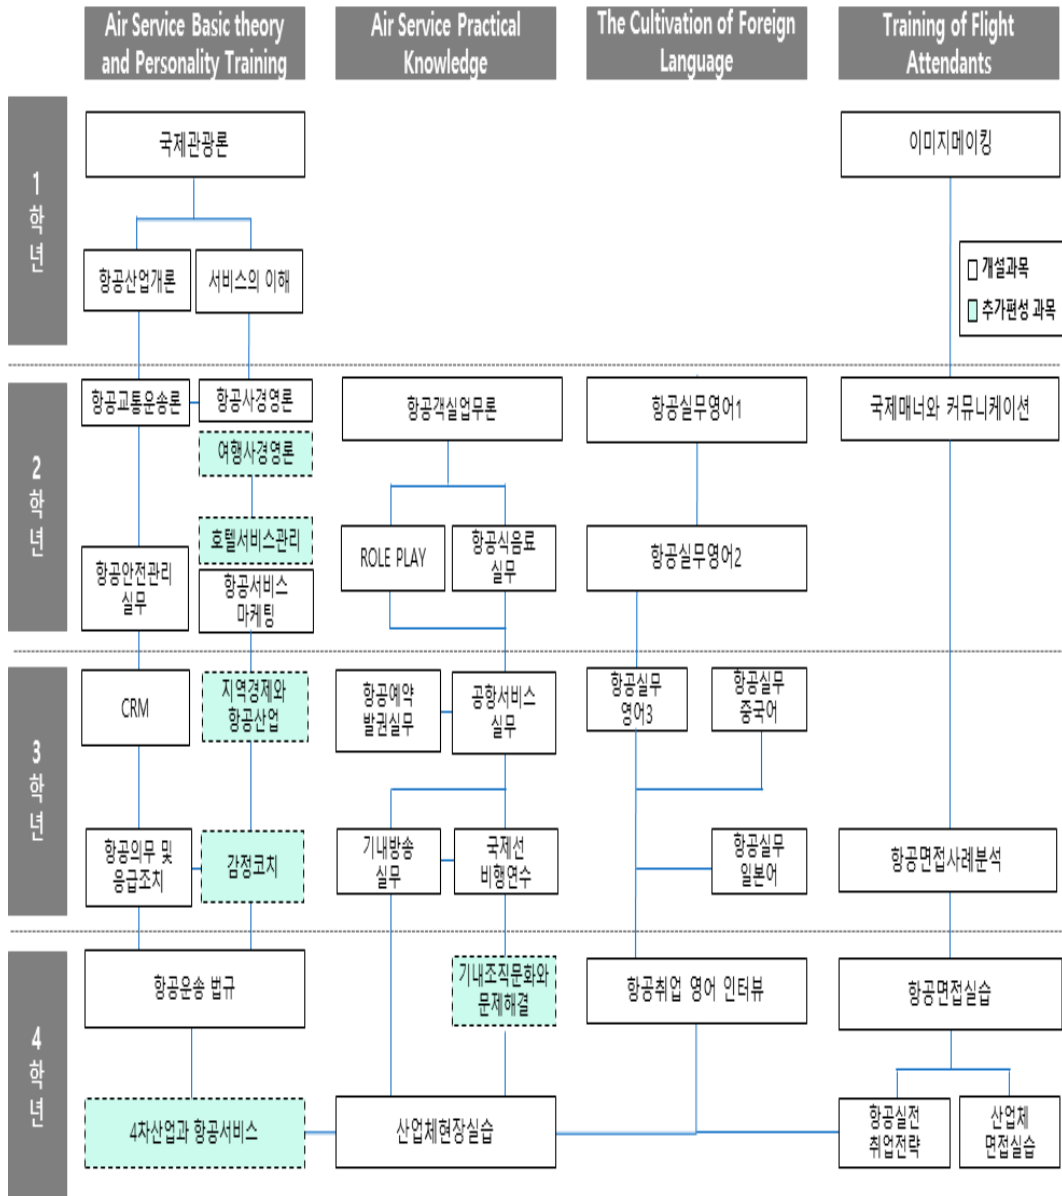 Air Service Basic theory
and Personality Training
Air Service Practical
Knowledge
The Cultivation of Foreign
Language
Training of Flight
Attendants
1
학
년
국제관광론
이미지메이킹
항공산업개론
서비스의 이해
개설과목
추가편성 과목
2
학
년
항공교통운송론
항공사경영론
여행사경영론
항공객실업무론
항공실무영어1
국제매너와 커뮤니케이션
호텔서비스관리
항공안전관리
실무
항공서비스
마케팅
ROLE PLAY
항공식음료
실무
항공실무영어2
3
학
년
CRM
지역경제와
항공산업
항공예약
발권실무
공항서비스
실무
항공실무
영어3
항공실무
중국어
항공의무 및
응급조치
감정코치
기내방송
실무
국제선
비행연수
항공실무
일본어
항공면접사례분석
4
학
년
항공운송 법규
기내조직문화와
문제해결
항공취업 영어 인터뷰
항공면접실습
4차산업과 항공서비스
산업체현장실습
항공실전
취업전략
산업체
면접실습